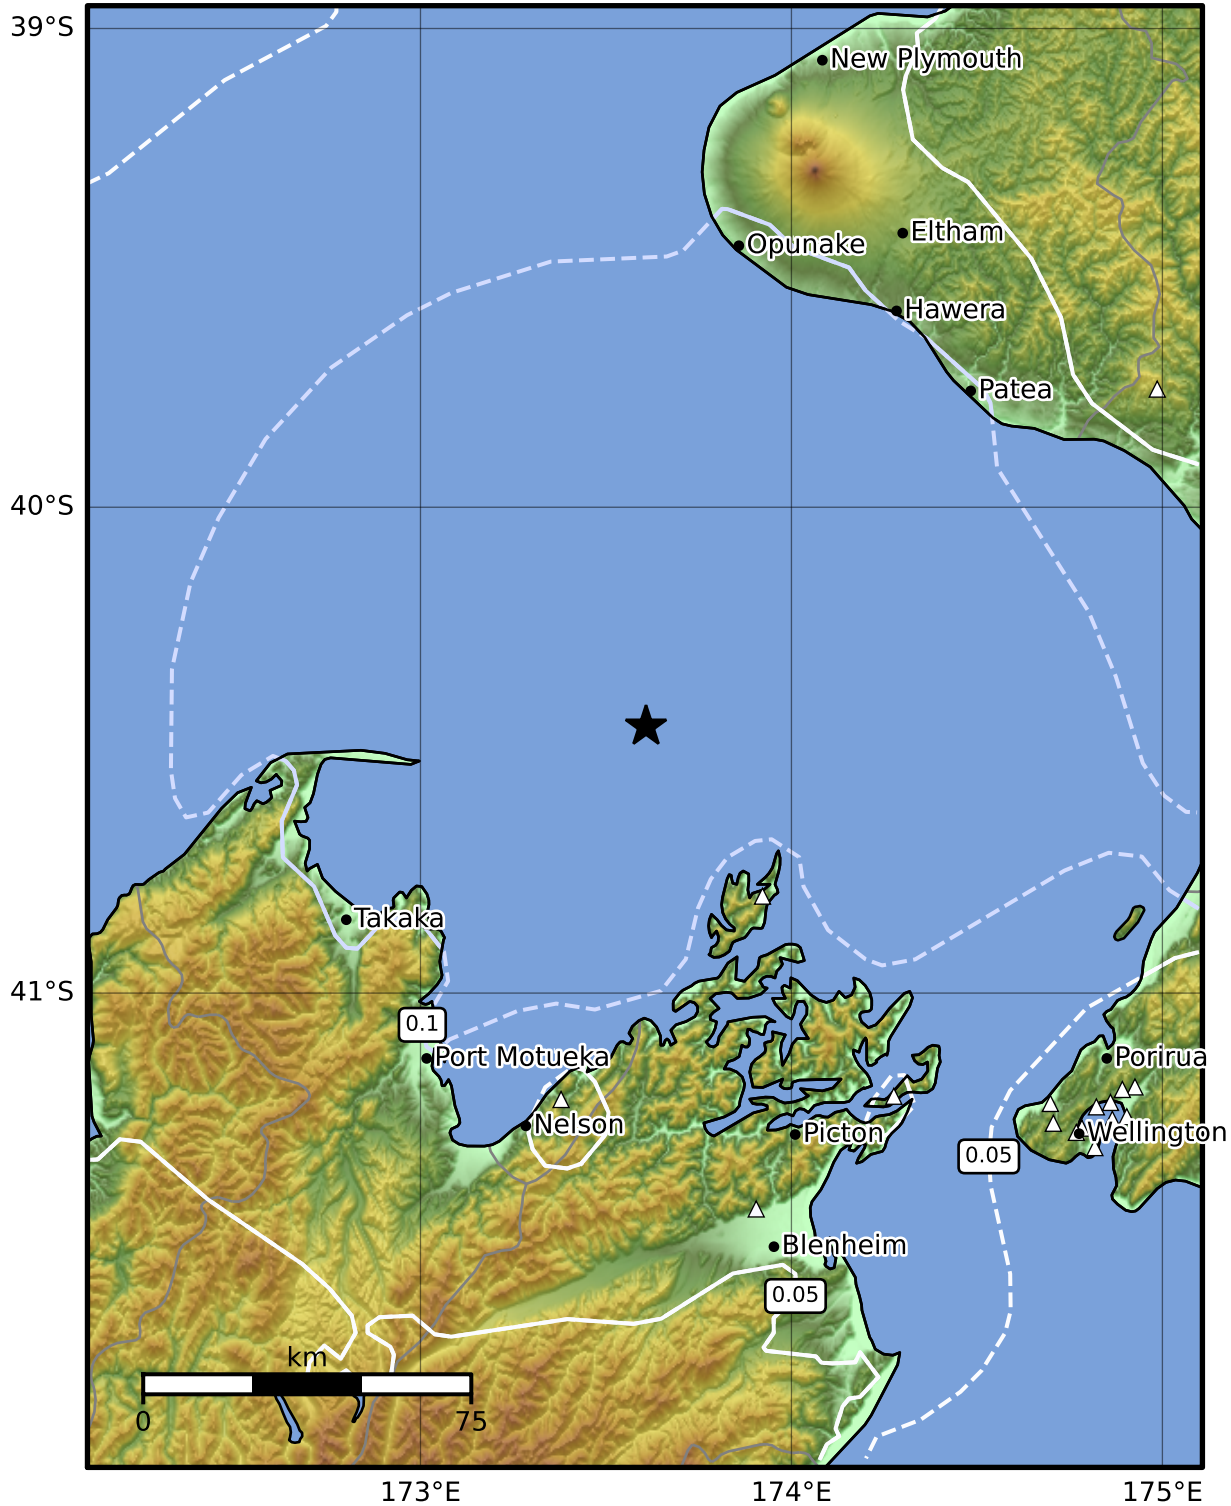 39°S
New Plymouth
Eltham
Opunake
Hawera
Patea
40°S
Takaka
41°S
0.1
Port Motueka
Porirua
Nelson
Picton
Wellington
0.05
Blenheim
0.05
km
0 75
173°E 174°E 175°E